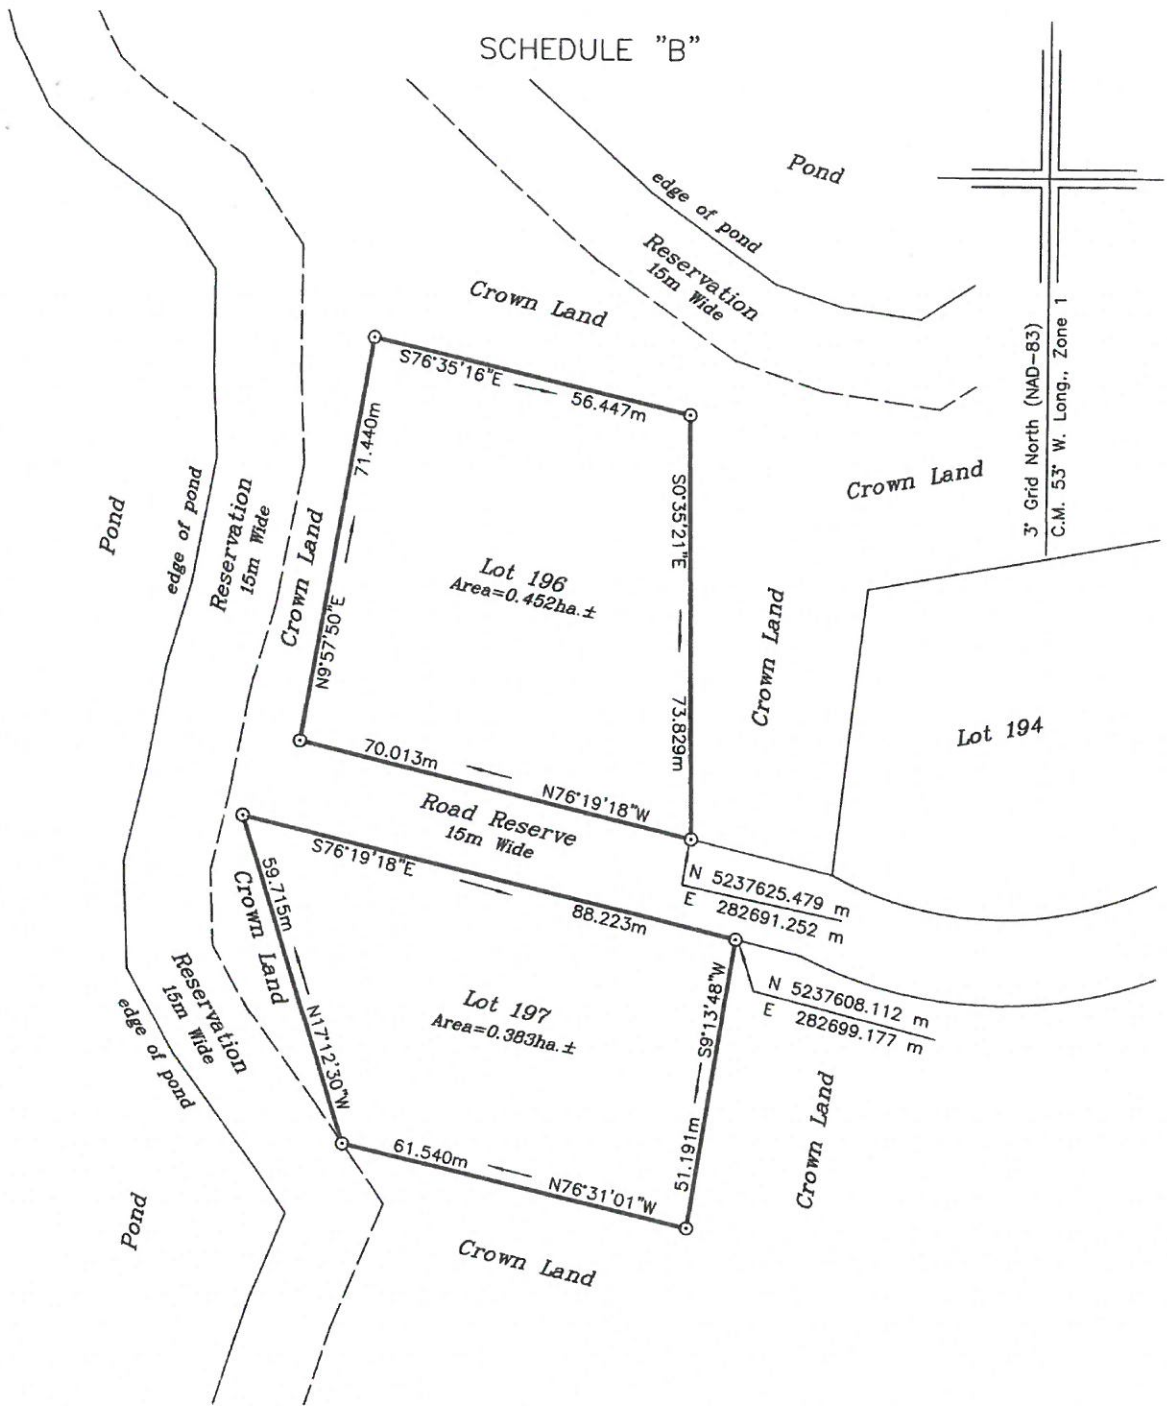 SCHEDULE "B"
Pond
edge of pond
Reservation
15m Wide
Crown Land
3° Grid North (NAD-83)
C.M. 53° W. Long., Zone 1
S76°35'16"E
56.447m
71.440m
N9°57'50"E
S0°35'21"E
73.829m
Lot 196
Area=0.452ha.±
Crown Land
Crown Land
Lot 194
Pond
edge of pond
Reservation
15m Wide
Crown Land
70.013m
N76°19'18"W
Road Reserve
15m Wide
S76°19'18"E
88.223m
N 5237625.479 m
E 282691.252 m
N 5237608.112 m
E 282699.177 m
59.715m
N17°12'30"W
Crown Land
Lot 197
Area=0.383ha.±
S9°13'48"W
51.191m
61.540m
N76°31'01"W
Reservation
15m Wide
edge of pond
Pond
Crown Land
Crown Land